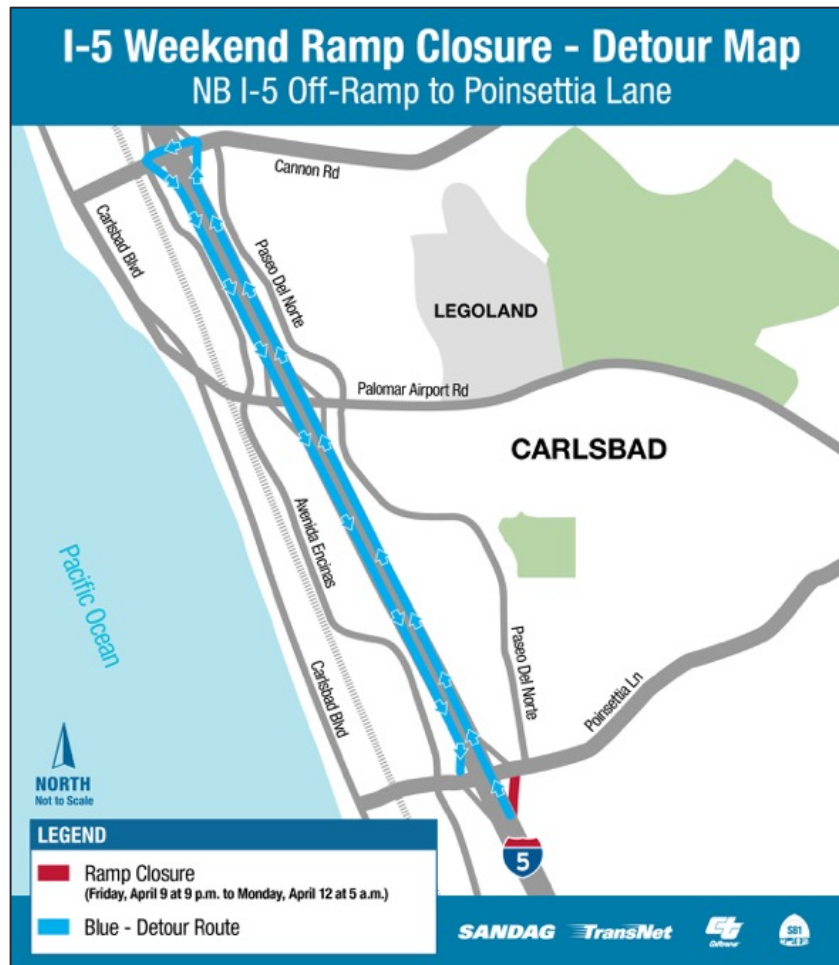 I-5 Weekend Ramp Closure - Detour Map
NB I-5 Off-Ramp to Poinsettia Lane
Cannon Rd
Carlsbad Blvd
Paseo Del Norte
LEGOLAND
Palomar Airport Rd
CARLSBAD
Avenida Encinas
Pacific Ocean
Paseo Del Norte
Carlsbad Blvd
Poinsettia Ln
NORTH
Not to Scale
5
LEGEND
Ramp Closure
(Friday, April 9 at 9 p.m. to Monday, April 12 at 5 a.m.)
Blue - Detour Route
SANDAG TransNet Caltrans SB1